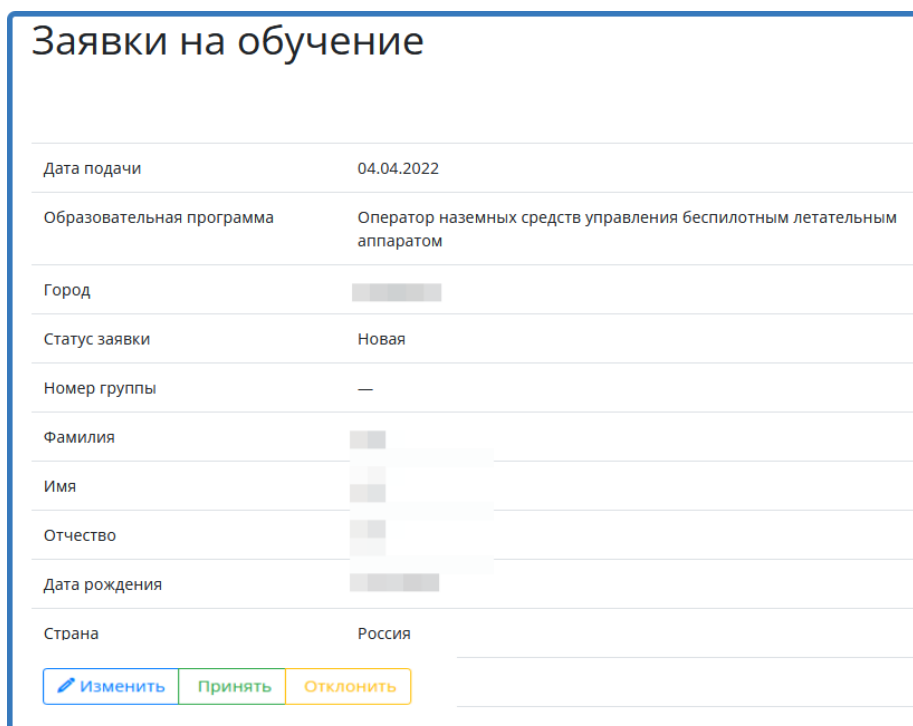 Заявки на обучение
Дата подачи 04.04.2022
Образовательная программа Оператор наземных средств управления беспилотным летательным
аппаратом
Город
Статус заявки Новая
Номер группы —
Фамилия
Имя
Отчество
Дата рождения
Страна Россия
Изменить Принять Отклонить